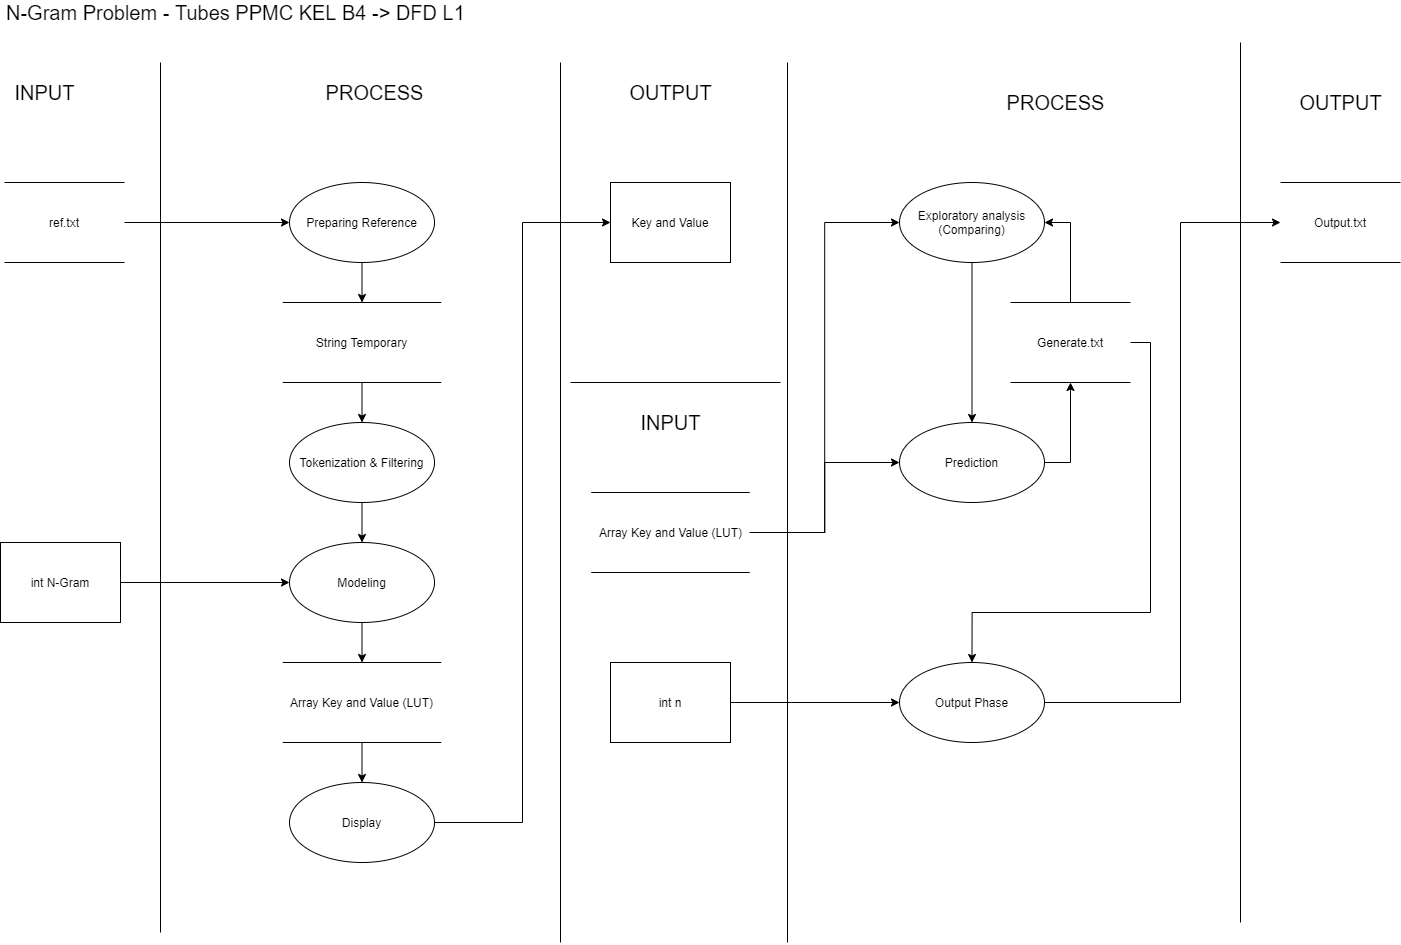 N-Gram Problem - Tubes PPMC KEL B4 -> DFD L1
INPUT
ref.txt
int N-Gram
PROCESS
Preparing Reference
String Temporary
Tokenization & Filtering
Modeling
Array Key and Value (LUT)
Display
OUTPUT
Key and Value
INPUT
Array Key and Value (LUT)
int n
PROCESS
Exploratory analysis
(Comparing)
Generate.txt
Prediction
Output Phase
OUTPUT
Output.txt